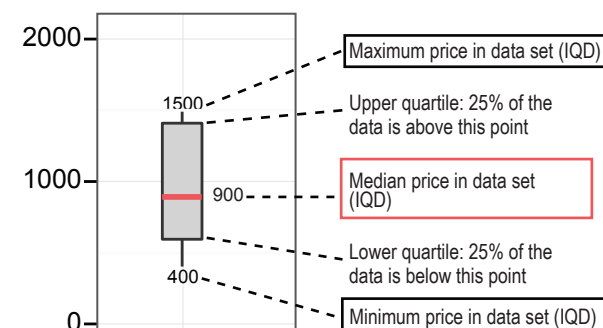 2000
Maximum price in data set (IQD)
1500
Upper quartile: 25% of the
data is above this point
1000
900
Median price in data set
(IQD)
Lower quartile: 25% of the
data is below this point
400
Minimum price in data set (IQD)
0